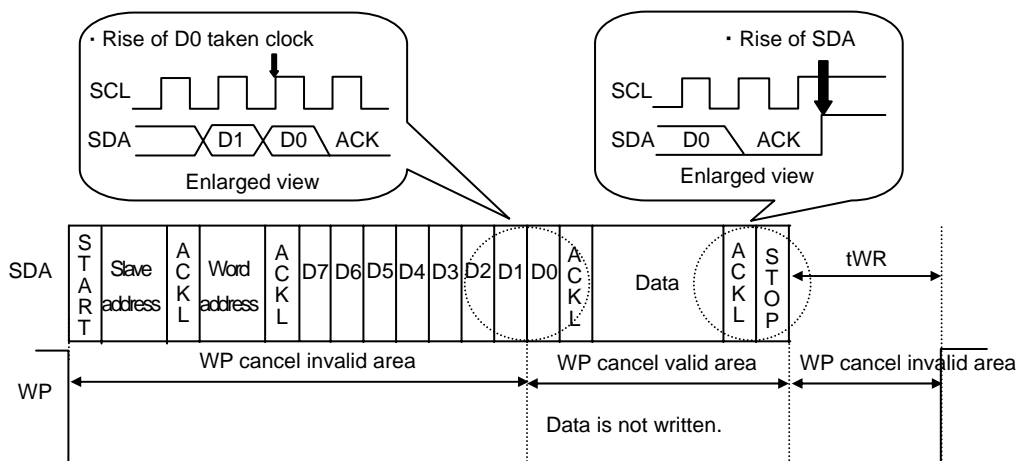 ・Rise of D0 taken clock
SCL
SDA D1 D0 ACK
Enlarged view
・Rise of SDA
SCL
SDA D0 ACK
Enlarged view
SDA START Slave address ACKL Word address ACKL D7 D6 D5 D4 D3 D2 D1 D0 ACKL Data ACKL STOP tWR
WP cancel invalid area WP cancel valid area WP cancel invalid area
WP
Data is not written.